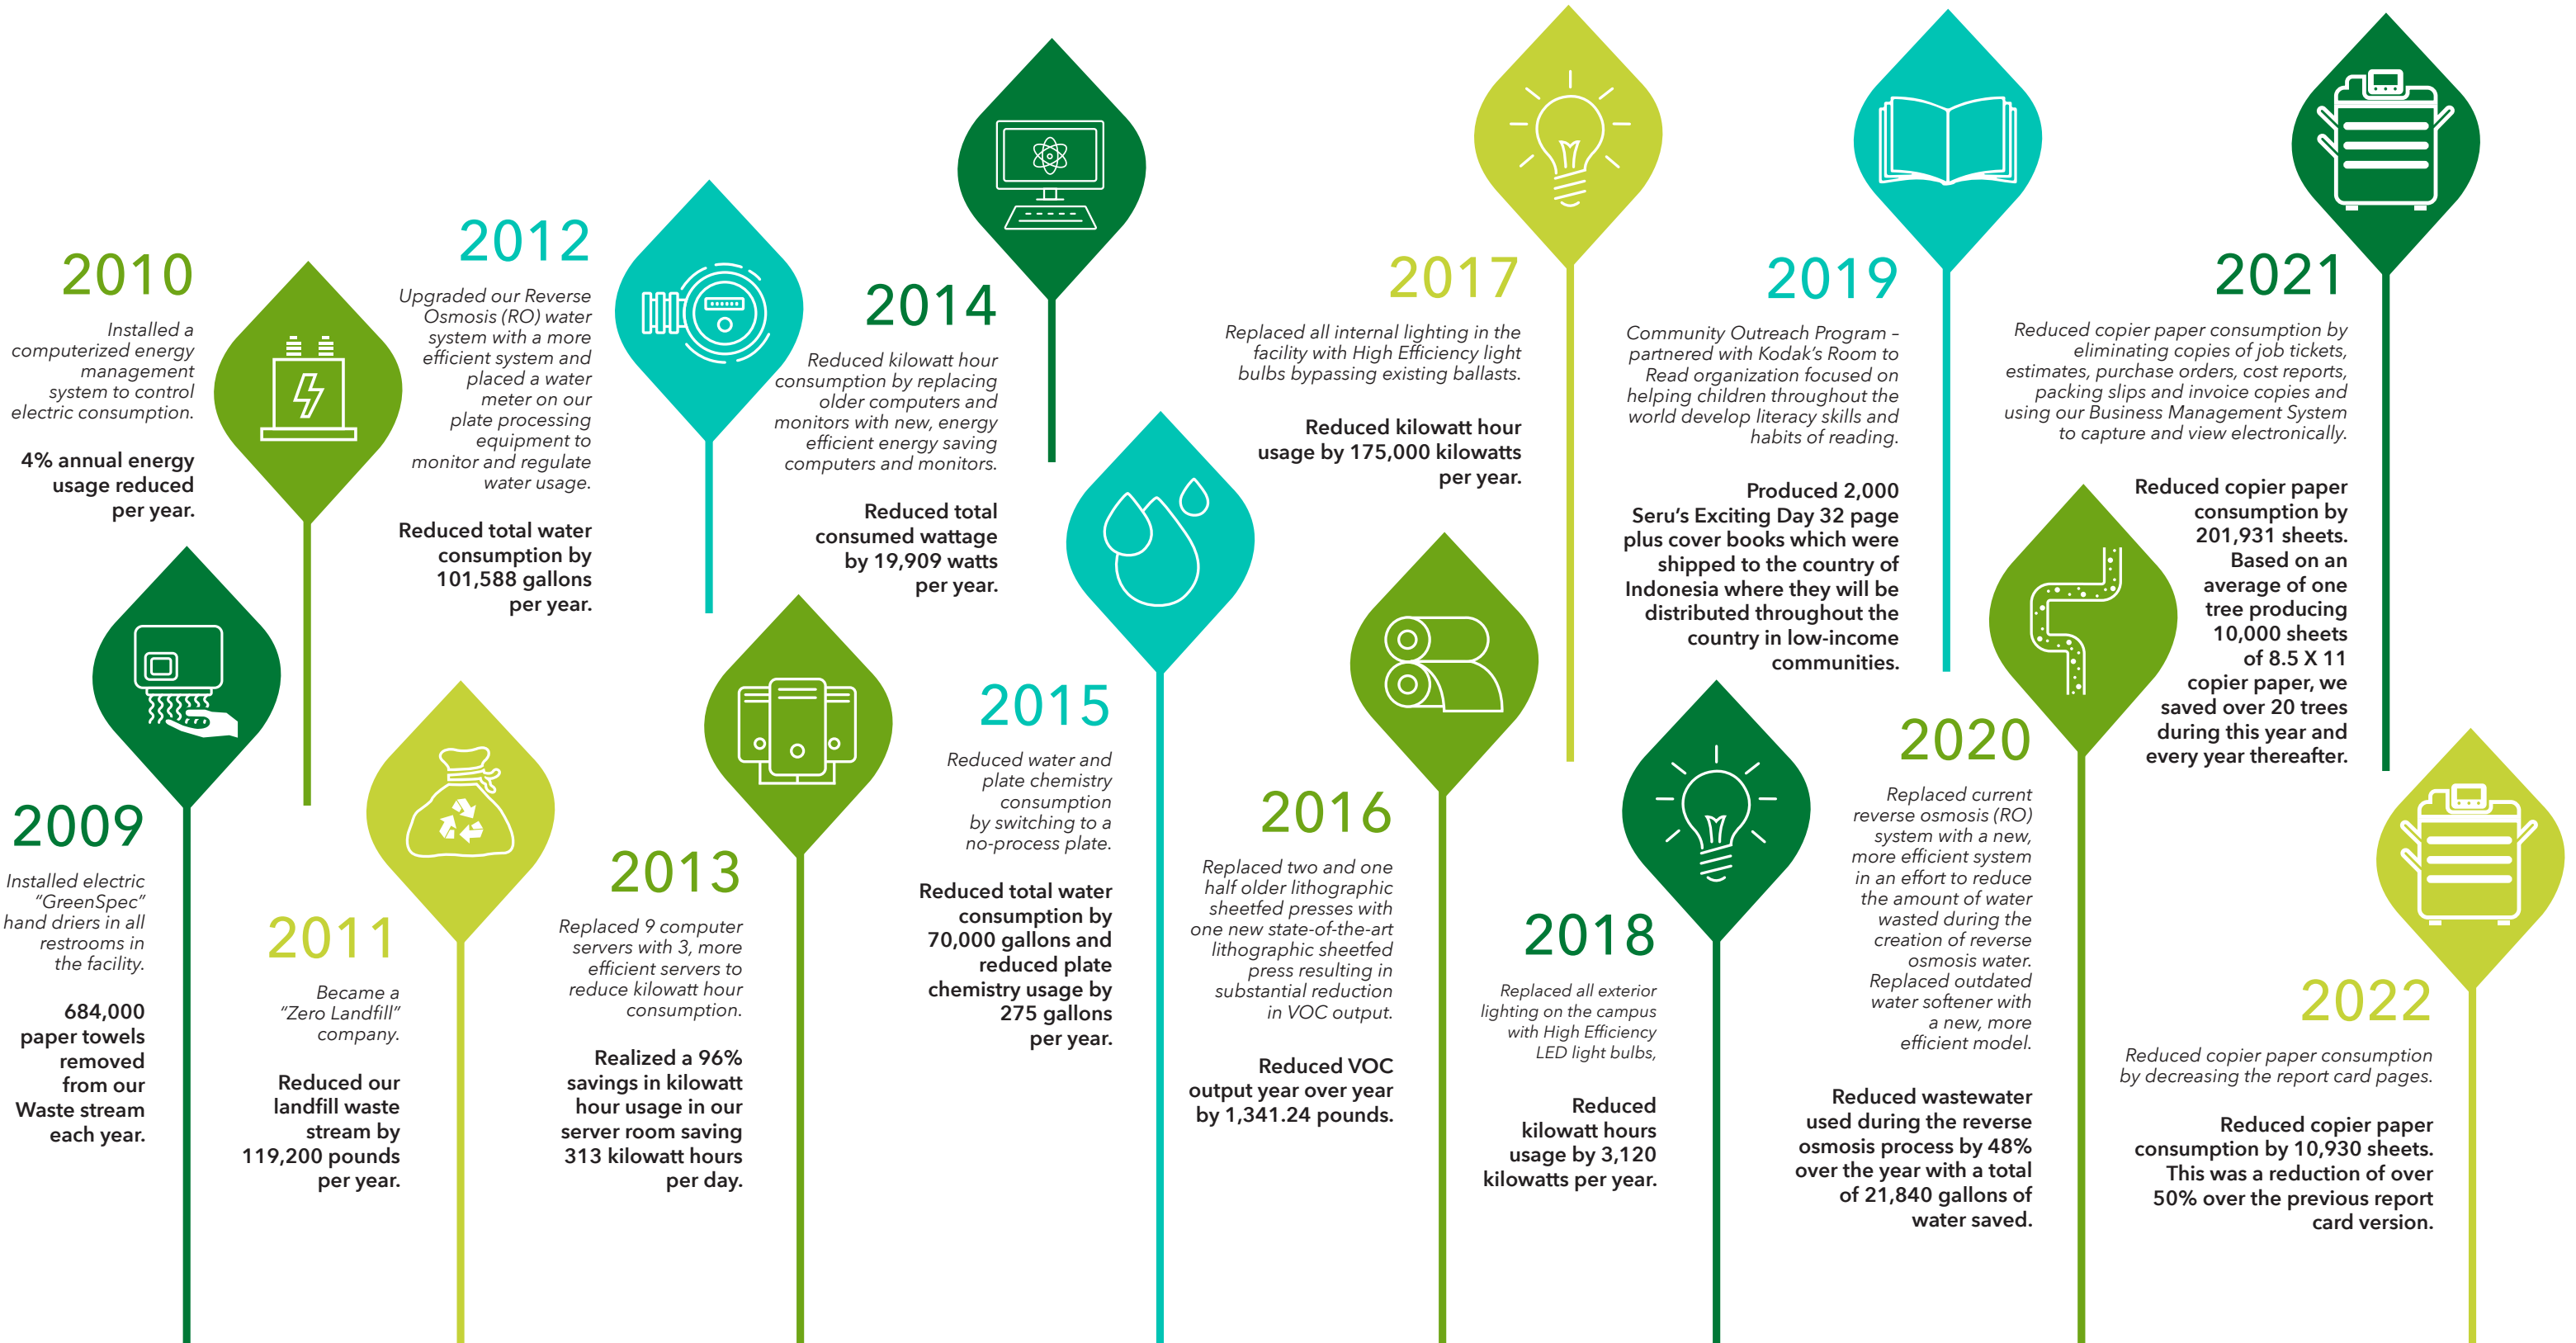 2009
Installed electric
“GreenSpec”
hand driers in all
restrooms in
the facility.
684,000
paper towels
removed
from our
Waste stream
each year.
2010
Installed a
computerized energy
management
system to control
electric consumption.
4% annual energy
usage reduced
per year.
2011
Became a
“Zero Landfill”
company.
Reduced our
landfill waste
stream by
119,200 pounds
per year.
2012
Upgraded our Reverse
Osmosis (RO) water
system with a more
efficient system and
placed a water
meter on our
plate processing
equipment to
monitor and regulate
water usage.
Reduced total water
consumption by
101,588 gallons
per year.
2013
Replaced 9 computer
servers with 3, more
efficient servers to
reduce kilowatt hour
consumption.
Realized a 96%
savings in kilowatt
hour usage in our
server room saving
313 kilowatt hours
per day.
2014
Reduced kilowatt hour
consumption by replacing
older computers and
monitors with new, energy
efficient energy saving
computers and monitors.
Reduced total
consumed wattage
by 19,909 watts
per year.
2015
Reduced water and
plate chemistry
consumption
by switching to a
no-process plate.
Reduced total water
consumption by
70,000 gallons and
reduced plate
chemistry usage by
275 gallons
per year.
2016
Replaced two and one
half older lithographic
sheetfed presses with
one new state-of-the-art
lithographic sheetfed
press resulting in
substantial reduction
in VOC output.
Reduced VOC
output year over year
by 1,341.24 pounds.
2017
Replaced all internal lighting in the
facility with High Efficiency light
bulbs bypassing existing ballasts.
Reduced kilowatt hour
usage by 175,000 kilowatts
per year.
2018
Replaced all exterior
lighting on the campus
with High Efficiency
LED light bulbs,
Reduced
kilowatt hours
usage by 3,120
kilowatts per year.
2019
Community Outreach Program –
partnered with Kodak’s Room to
Read organization focused on
helping children throughout the
world develop literacy skills and
habits of reading.
Produced 2,000
Seru’s Exciting Day 32 page
plus cover books which were
shipped to the country of
Indonesia where they will be
distributed throughout the
country in low-income
communities.
2020
Replaced current
reverse osmosis (RO)
system with a new,
more efficient system
in an effort to reduce
the amount of water
wasted during the
creation of reverse
osmosis water.
Replaced outdated
water softener with
a new, more
efficient model.
Reduced wastewater
used during the reverse
osmosis process by 48%
over the year with a total
of 21,840 gallons of
water saved.
2021
Reduced copier paper consumption by
eliminating copies of job tickets,
estimates, purchase orders, cost reports,
packing slips and invoice copies and
using our Business Management System
to capture and view electronically.
Reduced copier paper
consumption by
201,931 sheets.
Based on an
average of one
tree producing
10,000 sheets
of 8.5 X 11
copier paper, we
saved over 20 trees
during this year and
every year thereafter.
2022
Reduced copier paper consumption
by decreasing the report card pages.
Reduced copier paper
consumption by 10,930 sheets.
This was a reduction of over
50% over the previous report
card version.